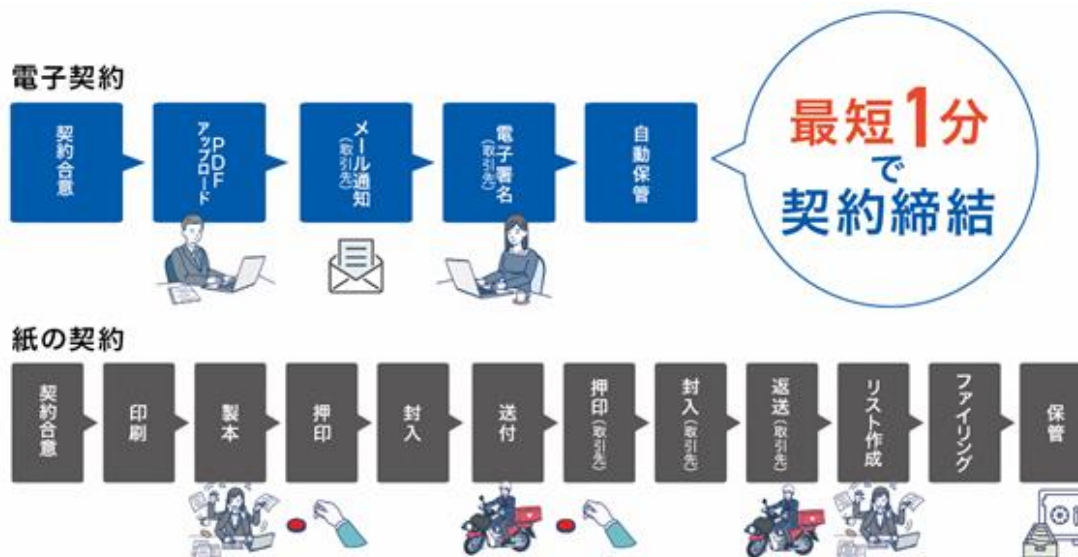 電子契約
契約合意
PDF
アップロード
メール通知
(取引先)
電子署名
(取引先)
自動保管
最短1分
で
契約締結
紙の契約
契約合意
印刷
製本
押印
封入
送付
押印(取引先)
封入(取引先)
返送(取引先)
リスト作成
ファイリング
保管